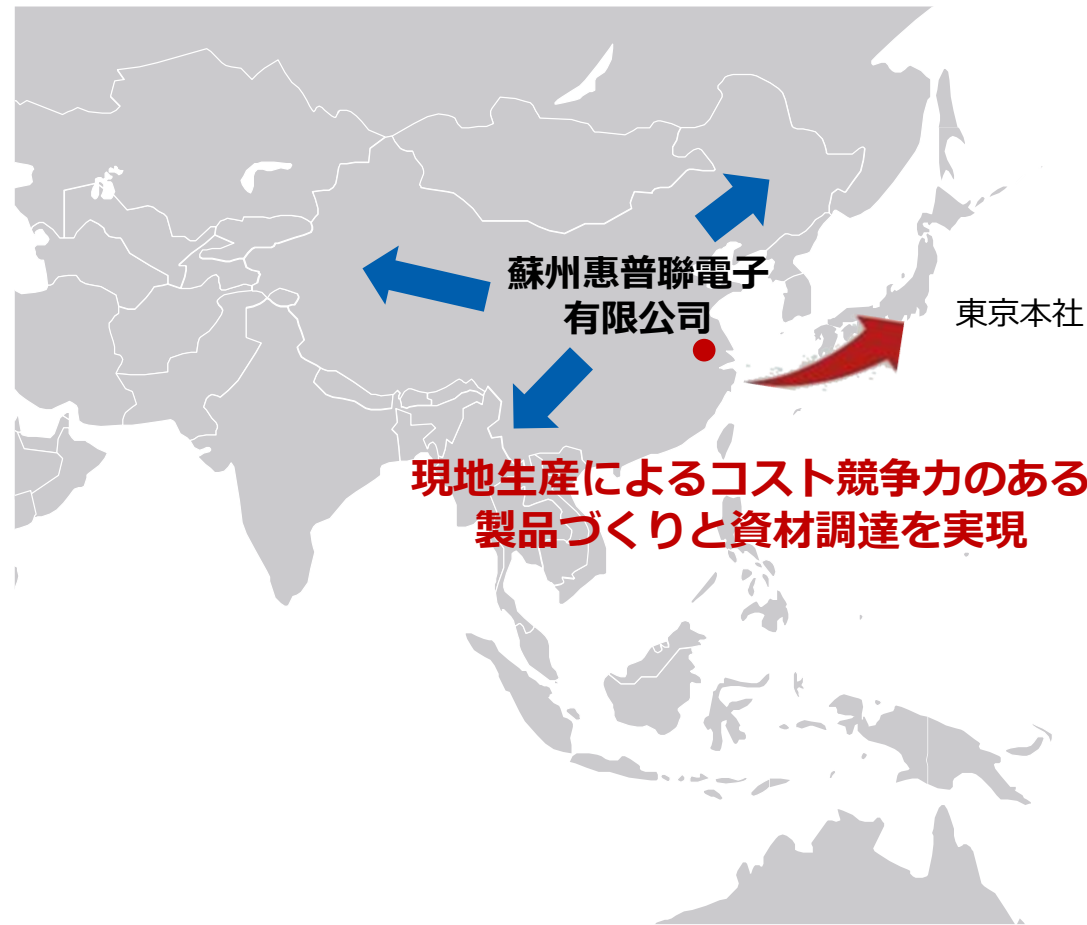 蘇州惠普聯電子
有限公司
東京本社
現地生産によるコスト競争力のある
製品づくりと資材調達を実現